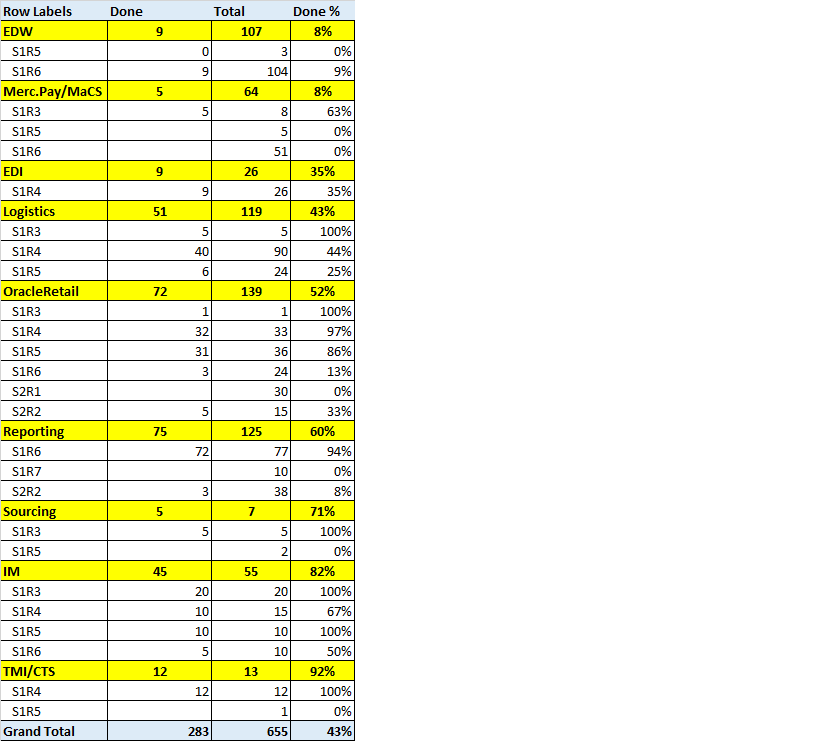 Row Labels Done Total Done %
EDW 9 107 8%
S1R5 0 3 0%
S1R6 9 104 9%
Merc.Pay/MaCS 5 64 8%
S1R3 5 8 63%
S1R5 5 0%
S1R6 51 0%
EDI 9 26 35%
S1R4 9 26 35%
Logistics 51 119 43%
S1R3 5 5 100%
S1R4 40 90 44%
S1R5 6 24 25%
OracleRetail 72 139 52%
S1R3 1 1 100%
S1R4 32 33 97%
S1R5 31 36 86%
S1R6 3 24 13%
S2R1 30 0%
S2R2 5 15 33%
Reporting 75 125 60%
S1R6 72 77 94%
S1R7 10 0%
S2R2 3 38 8%
Sourcing 5 7 71%
S1R3 5 5 100%
S1R5 2 0%
IM 45 55 82%
S1R3 20 20 100%
S1R4 10 15 67%
S1R5 10 10 100%
S1R6 5 10 50%
TMI/CTS 12 13 92%
S1R4 12 12 100%
S1R5 1 0%
Grand Total 283 655 43%